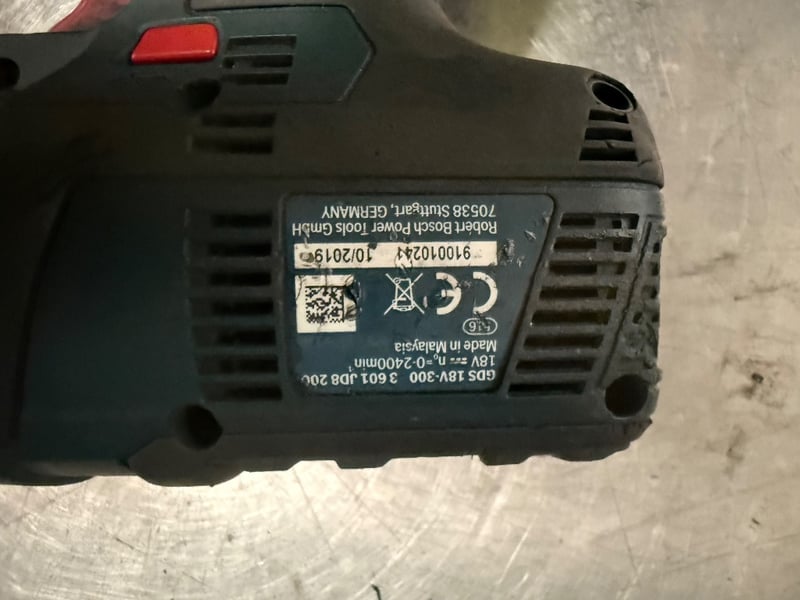 GDS 18V-300 3 601 JD8 200
18V ⎓ n₀=0-2400min⁻¹
Made in Malaysia
CE
910010241 10/2019
Robert Bosch Power Tools GmbH
70538 Stuttgart, GERMANY